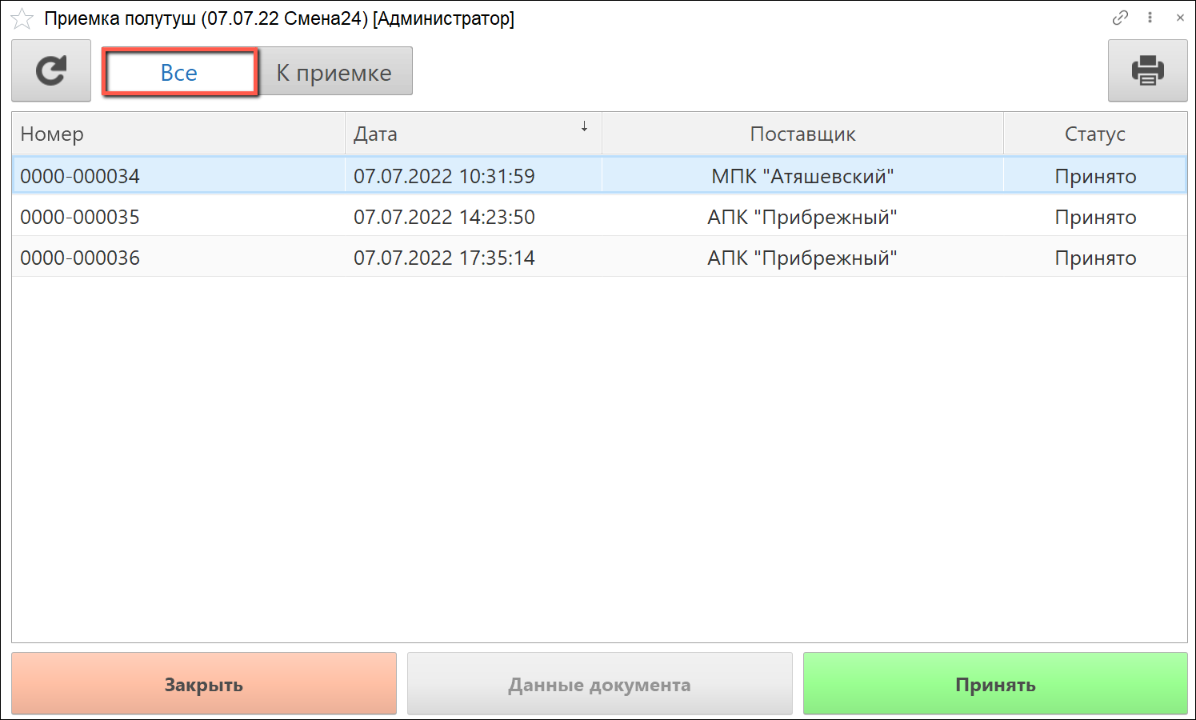 Приемка полутуш (07.07.22 Смена24) [Администратор]
Все К приемке
Номер Дата ↓ Поставщик Статус
0000-000034 07.07.2022 10:31:59 МПК "Атяшевский" Принято
0000-000035 07.07.2022 14:23:50 АПК "Прибрежный" Принято
0000-000036 07.07.2022 17:35:14 АПК "Прибрежный" Принято
Закрыть Данные документа Принять